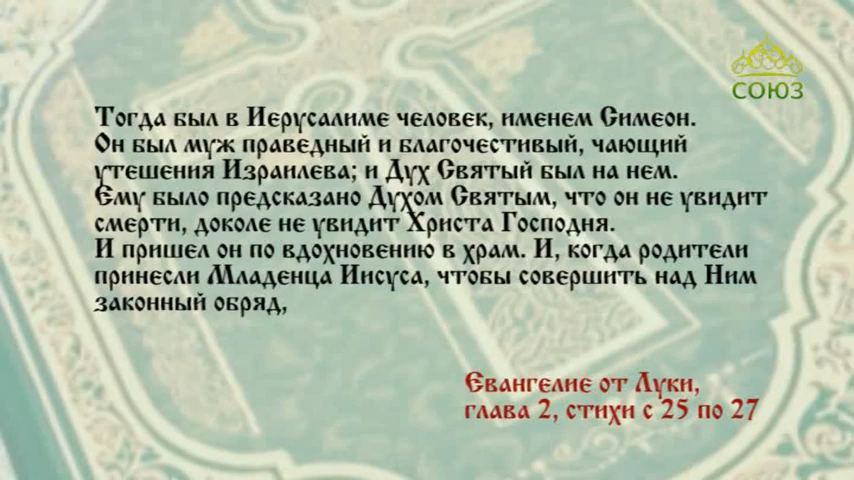 СОЮЗ
Тогда был в Иерусалиме человек, именем Симеон.
Он был муж праведный и благочестивый, чающий
утешения Израилева; и Дух Святый был на нем.
Ему было предсказано Духом Святым, что он не увидит
смерти, доколе не увидит Христа Господня.
И пришел он по вдохновению в храм. И, когда родители
принесли Младенца Иисуса, чтобы совершить над Ним
законный обряд,
Евангелие от Луки,
глава 2, стихи с 25 по 27